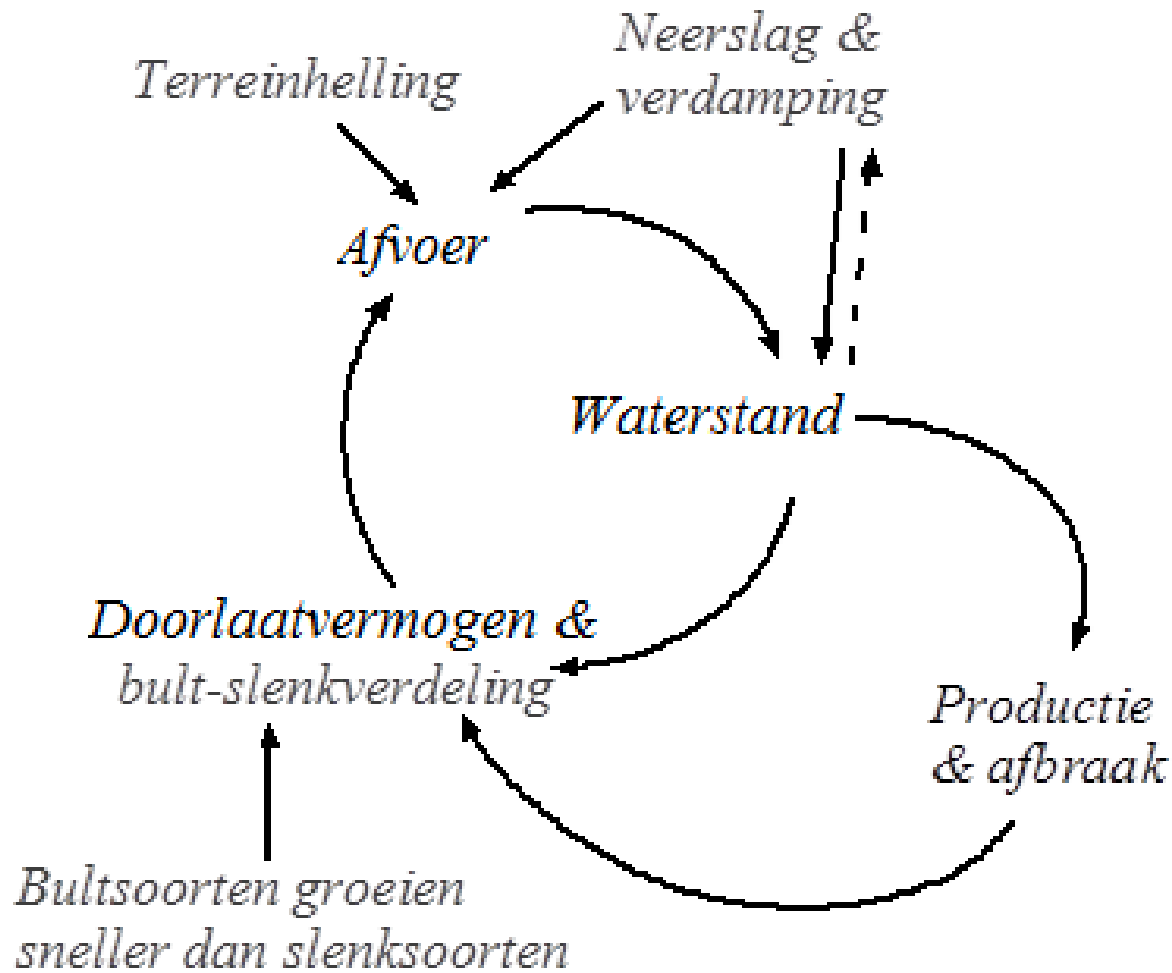 Terreinhelling
Neerslag &
verdamping
Afvoer
Waterstand
Doorlaatvermogen &
bult-slenkverdeling
Productie
& afbraak
Bultsoorten groeien
sneller dan slenksoorten